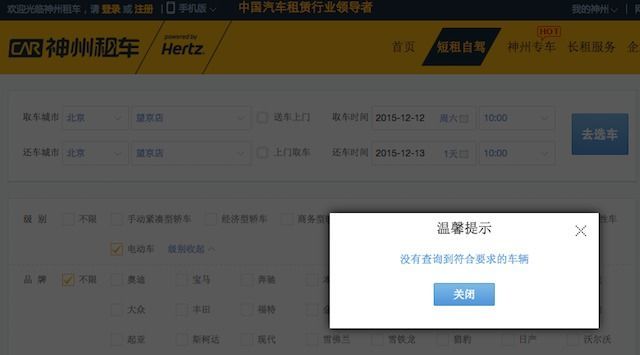 欢迎光临神州租车，请 登录 或 注册 手机版 中国汽车租赁行业领导者 我的神州
CAR 神州租车 powered by Hertz 首页 短租自驾 神州专车 HOT 长租服务 企
取车城市 北京 望京店 送车上门 取车时间 2015-12-12 周六 10:00 去选车
还车城市 北京 望京店 上门取车 还车时间 2015-12-13 1天 10:00
级 别 不限 手动紧凑型轿车 经济型轿车 商务型
电动车 级别收起
温馨提示
没有查询到符合要求的车辆
关闭
品 牌 不限 奥迪 宝马 奔驰
大众 丰田 福特 沃尔沃
起亚 斯柯达 现代 雪佛兰 雪铁龙 猎豹 日产